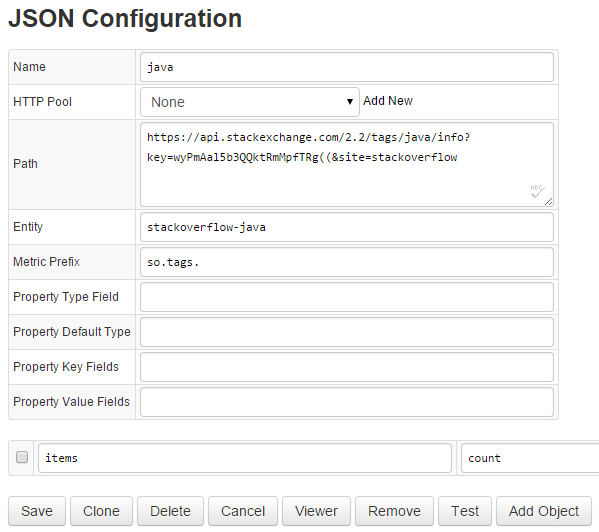 JSON Configuration
Name java
HTTP Pool None Add New
Path https://api.stackexchange.com/2.2/tags/java/info?
key=wyPmAal5b3QQktRmMpfTRg((&site=stackoverflow
ABC
Entity stackoverflow-java
Metric Prefix so.tags.
Property Type Field
Property Default Type
Property Key Fields
Property Value Fields
items count
Save Clone Delete Cancel Viewer Remove Test Add Object